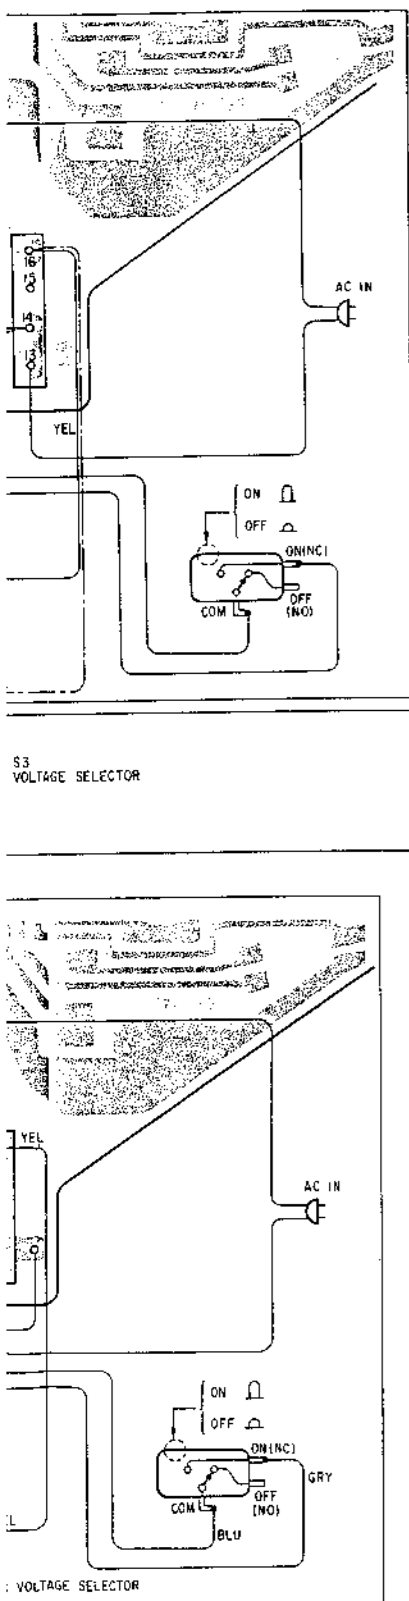 16
15
AC IN
14
13
YEL
ON
OFF
ON(NC)
OFF
(NO)
COM
S3
VOLTAGE SELECTOR
YEL
AC IN
ON
OFF
ON(NC)
GRY
OFF
(NO)
COM
BLU
: VOLTAGE SELECTOR